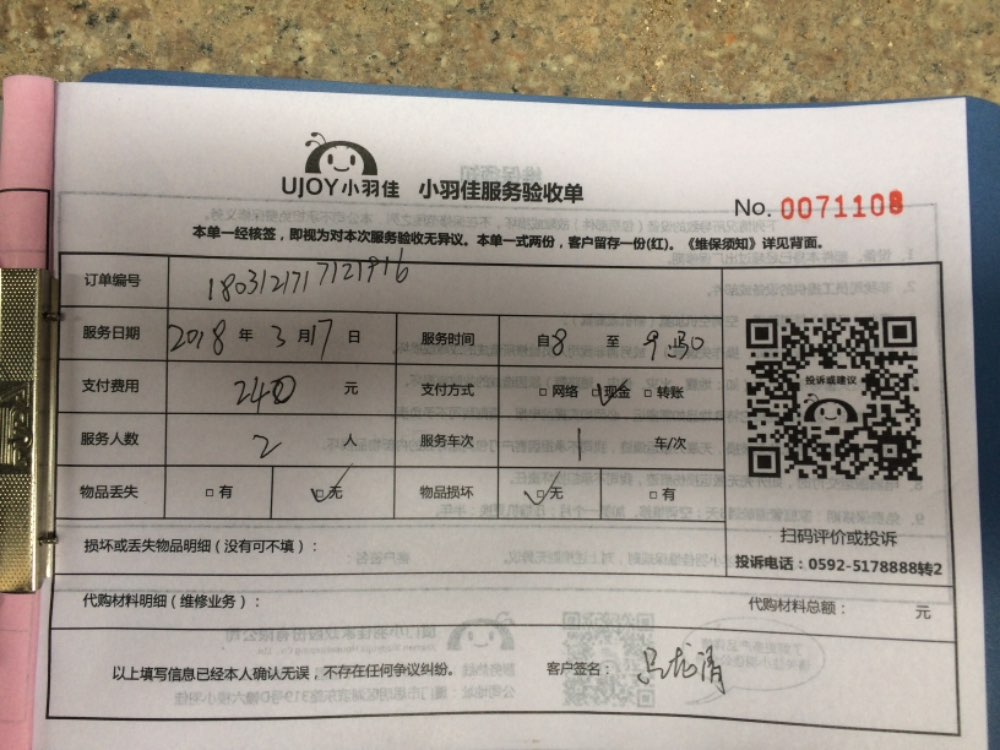 UJOY小羽佳 小羽佳服务验收单
No. 0071108
本单一经核签，即视为对本次服务验收无异议。本单一式两份，客户留存一份(红)。《维保须知》详见背面。
订单编号
服务日期 2018 年 3 月 17 日 服务时间 自8 至 9:30
支付费用 240 元 支付方式 □ 网络 □ 现金 □ 转账
服务人数 2 人 服务车次 1 车/次
物品丢失 □ 有 □ 无 物品损坏 □ 无 □ 有
投诉或建议
扫码评价或投诉
投诉电话：0592-5178888转2
损坏或丢失物品明细（没有可不填）：
代购材料明细（维修业务）： 代购材料总额： 元
以上填写信息已经本人确认无误，不存在任何争议纠纷。 客户签名：